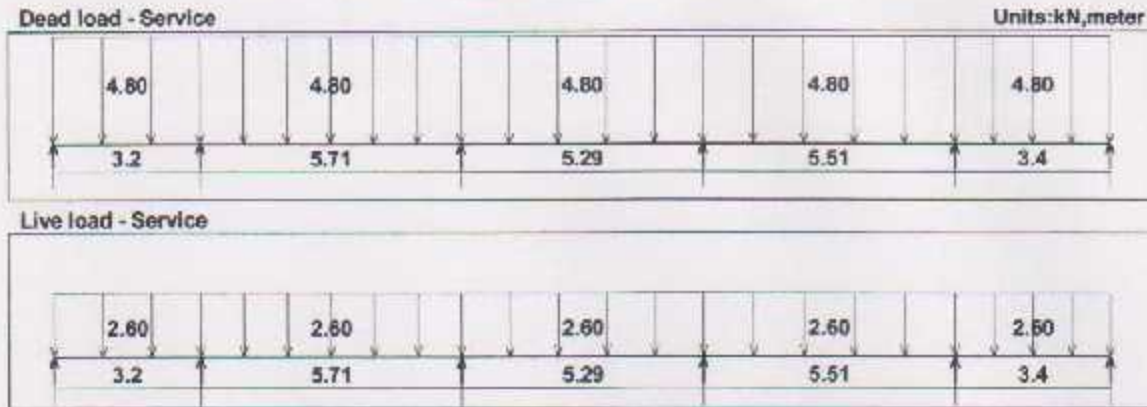 Dead load - Service Units:kN,meter
4.80 4.80 4.80 4.80 4.80
3.2 5.71 5.29 5.51 3.4
Live load - Service
2.60 2.60 2.60 2.60 2.60
3.2 5.71 5.29 5.51 3.4